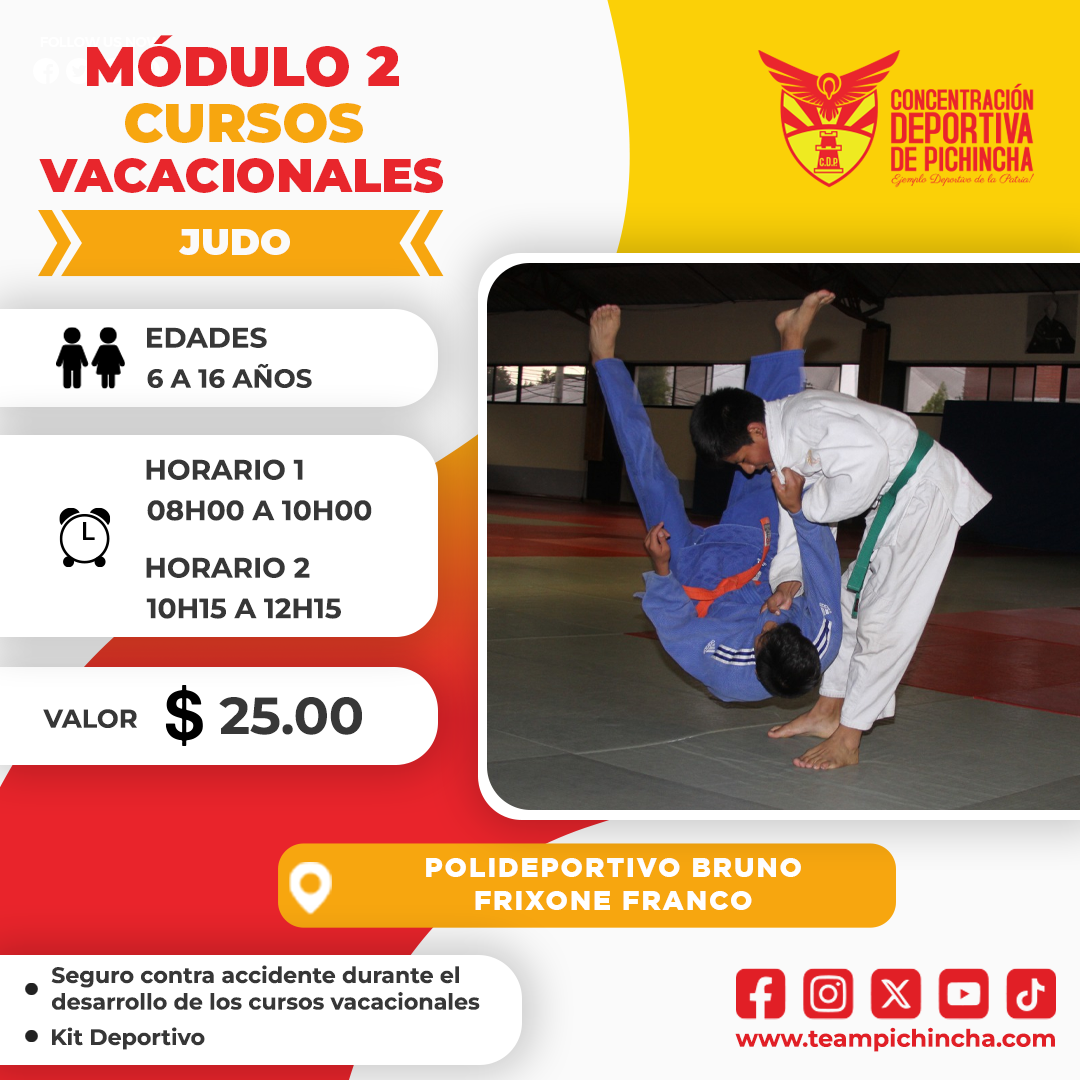 MÓDULO 2
CURSOS
VACACIONALES
JUDO
CONCENTRACIÓN
DEPORTIVA
DE PICHINCHA
Ejemplo Deportivo de la Patria!
C.D.P
EDADES
6 A 16 AÑOS
HORARIO 1
08H00 A 10H00
HORARIO 2
10H15 A 12H15
VALOR $ 25.00
POLIDEPORTIVO BRUNO
FRIXONE FRANCO
• Seguro contra accidente durante el
desarrollo de los cursos vacacionales
• Kit Deportivo
www.teampichincha.com